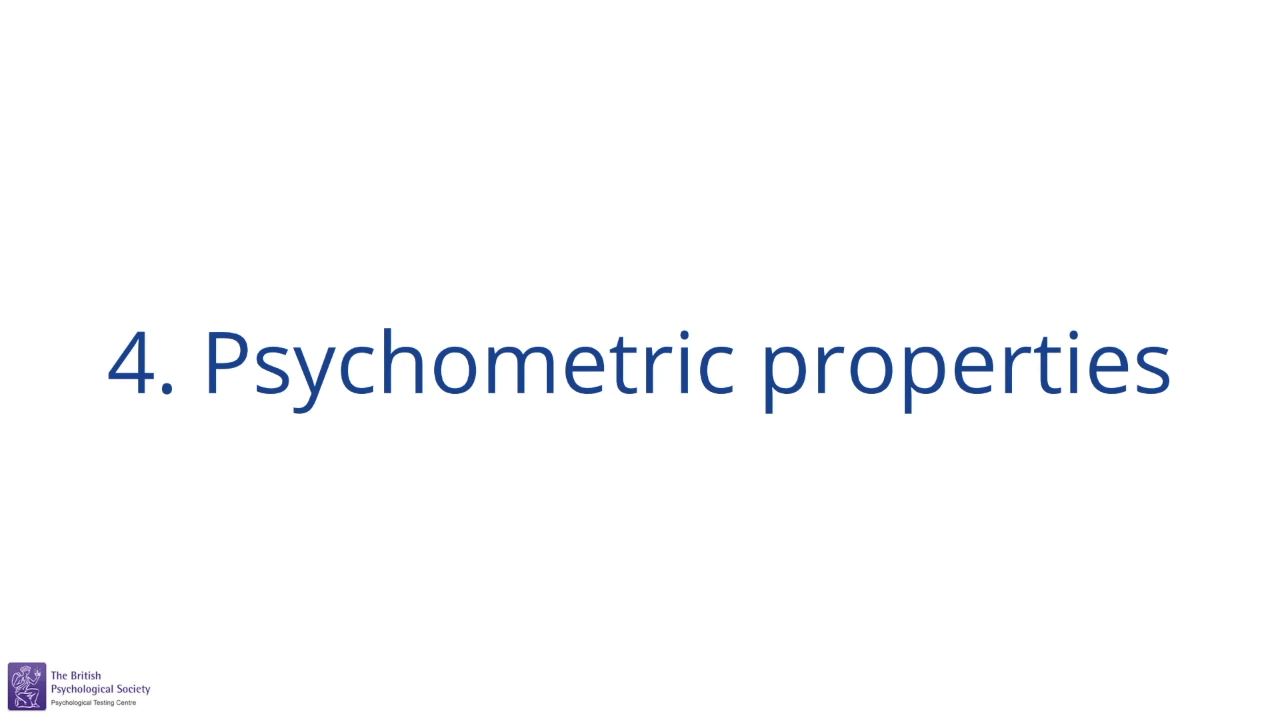 4. Psychometric properties
The British
Psychological Society
Psychological Testing Centre